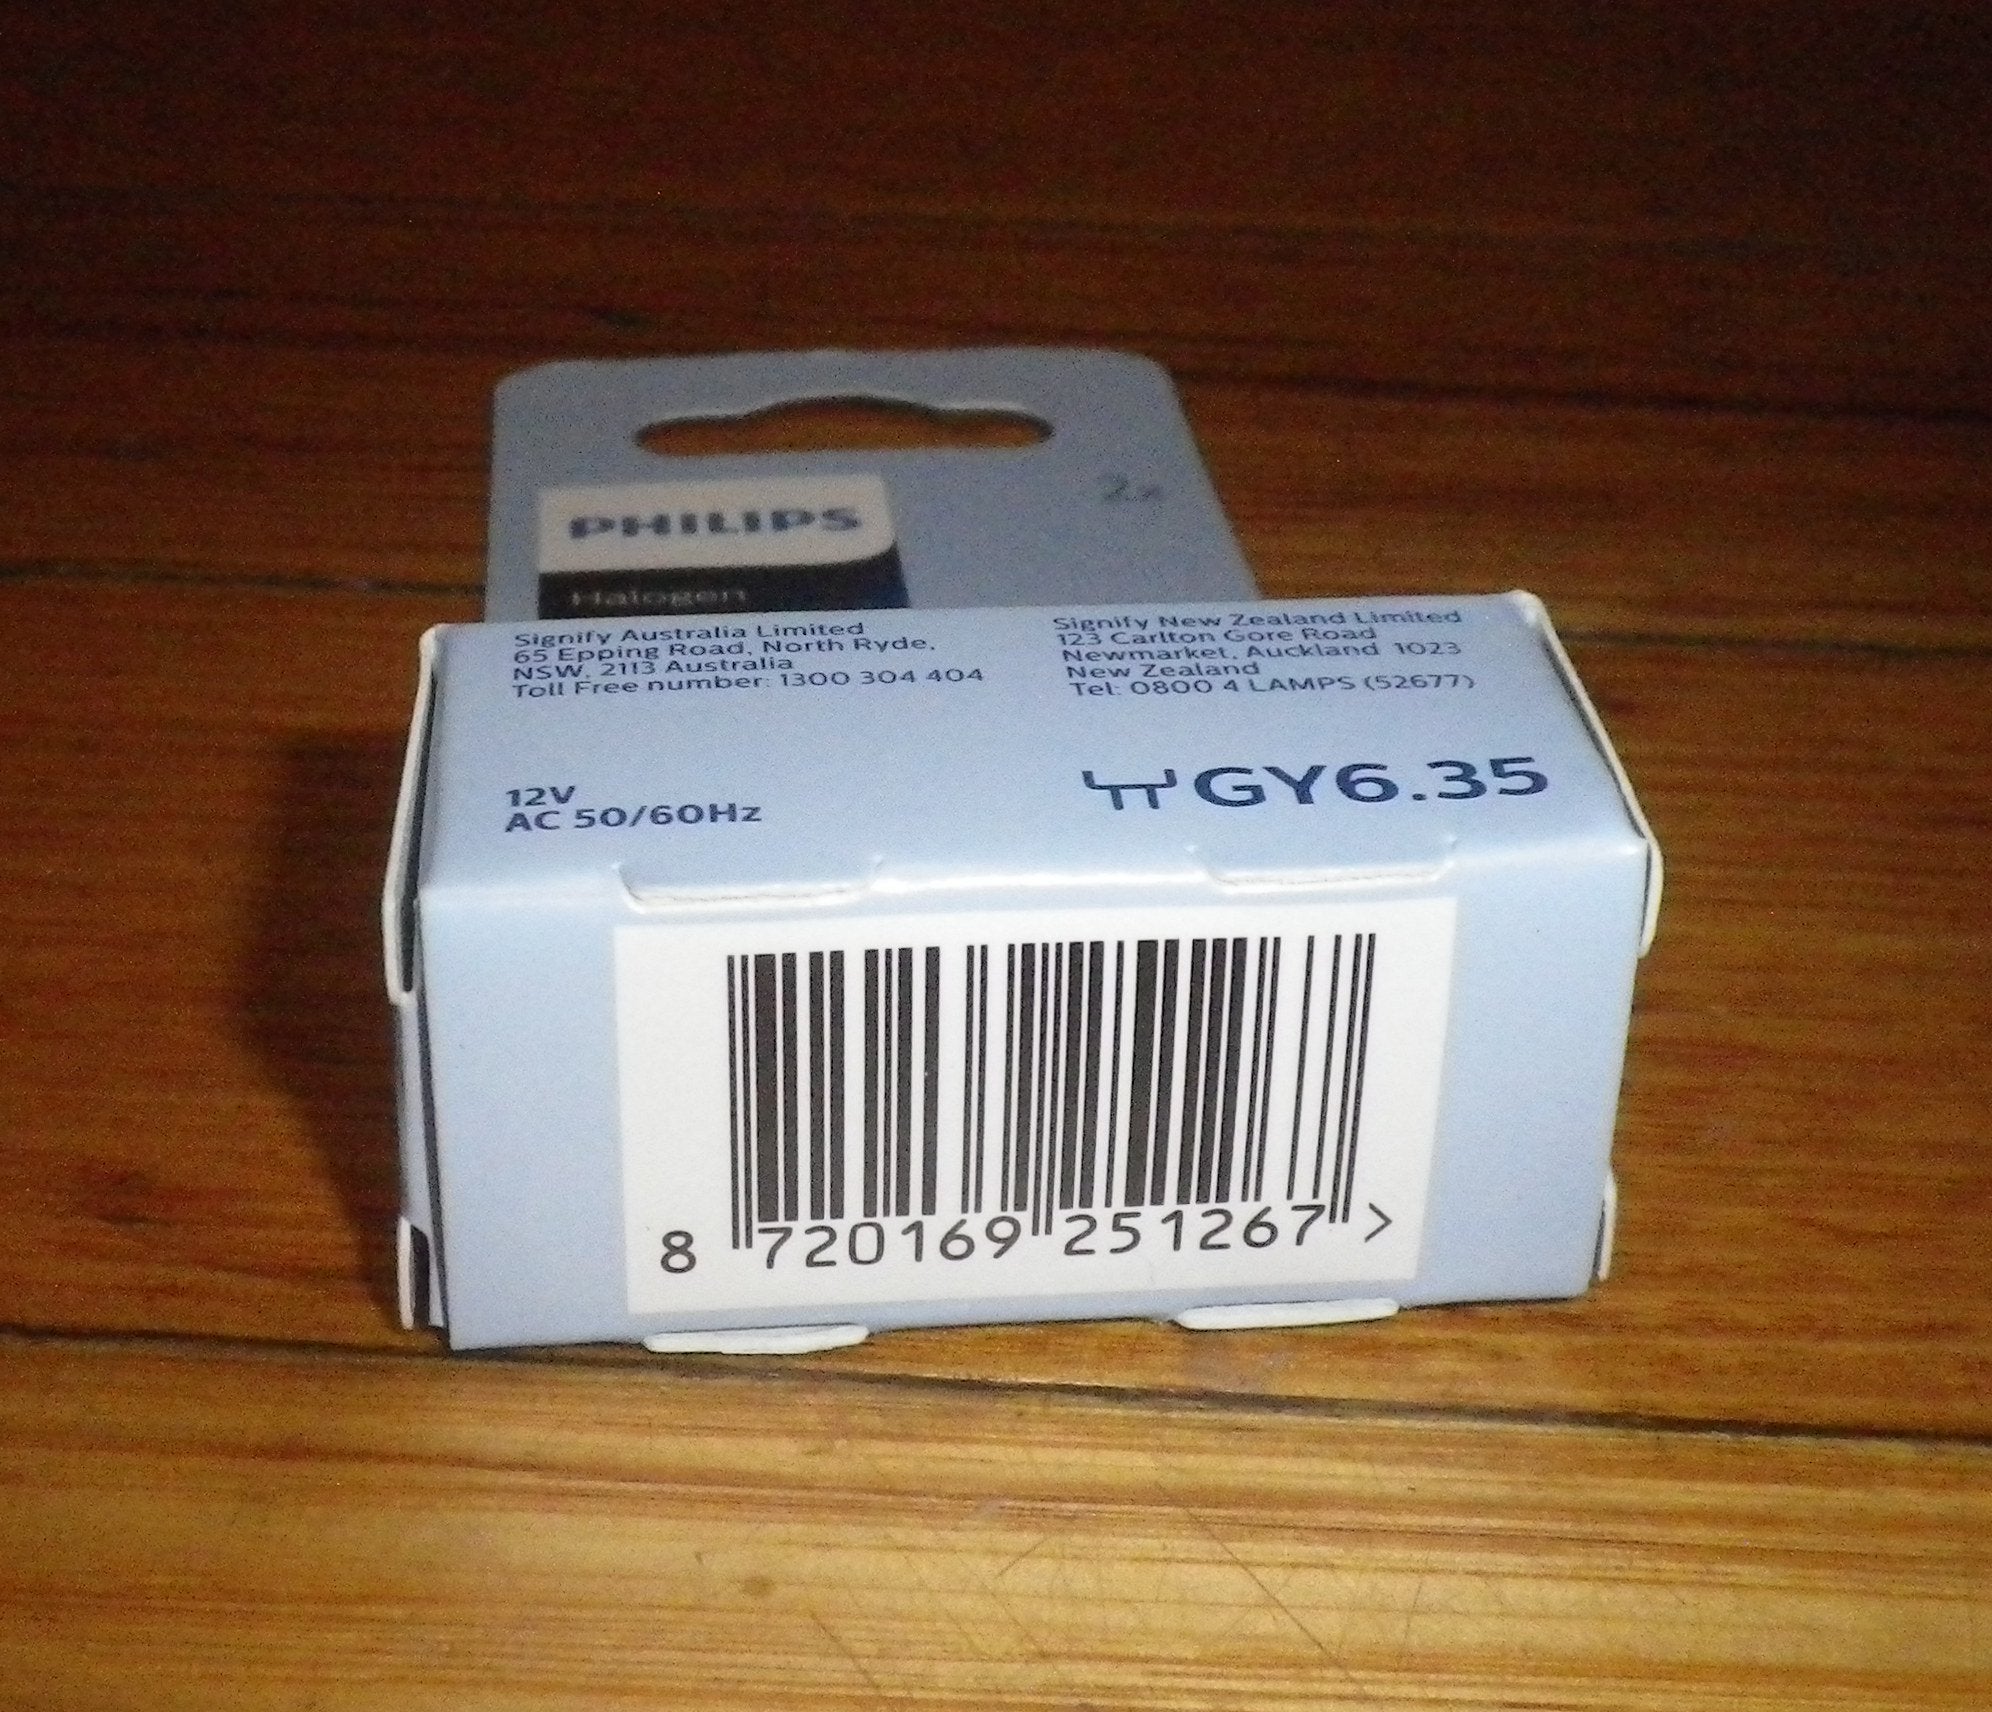 2x
PHILIPS
Halogen
Signify Australia Limited
65 Epping Road, North Ryde,
NSW, 2113 Australia
Toll Free number: 1300 304 404
Signify New Zealand Limited
123 Carlton Gore Road
Newmarket, Auckland 1023
New Zealand
Tel: 0800 4 LAMPS (52677)
12V
AC 50/60Hz
GY6.35
8 720169 251267 >